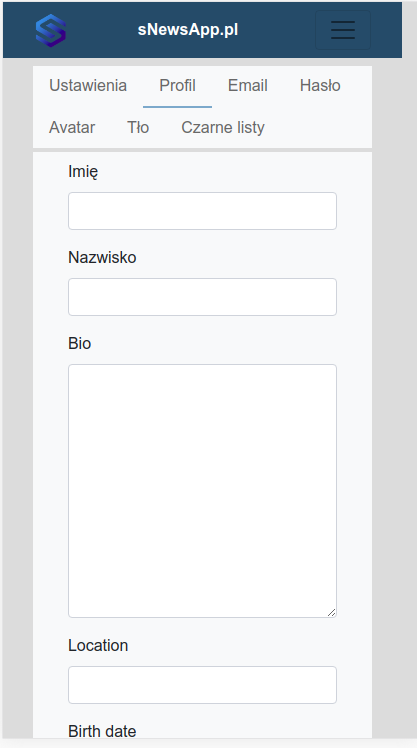 sNewsApp.pl
Ustawienia Profil Email Hasło
Avatar Tło Czarne listy
Imię
Nazwisko
Bio
Location
Birth date